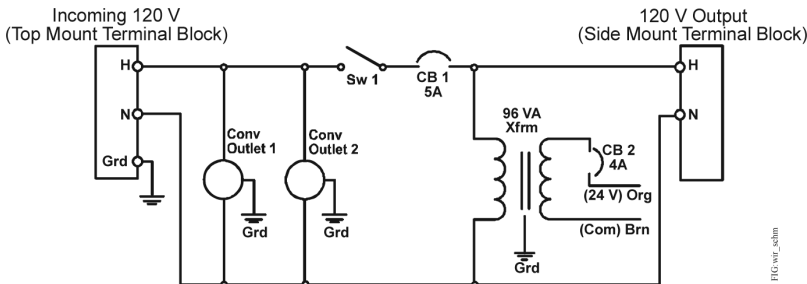 Incoming 120 V
(Top Mount Terminal Block)
120 V Output
(Side Mount Terminal Block)
H
Sw 1
CB 1
5A
H
N
96 VA
Xfrm
N
Conv
Outlet 1
Conv
Outlet 2
CB 2
4A
Grd
(24 V) Org
Grd
Grd
(Com) Brn
Grd
FIG:wir_schm